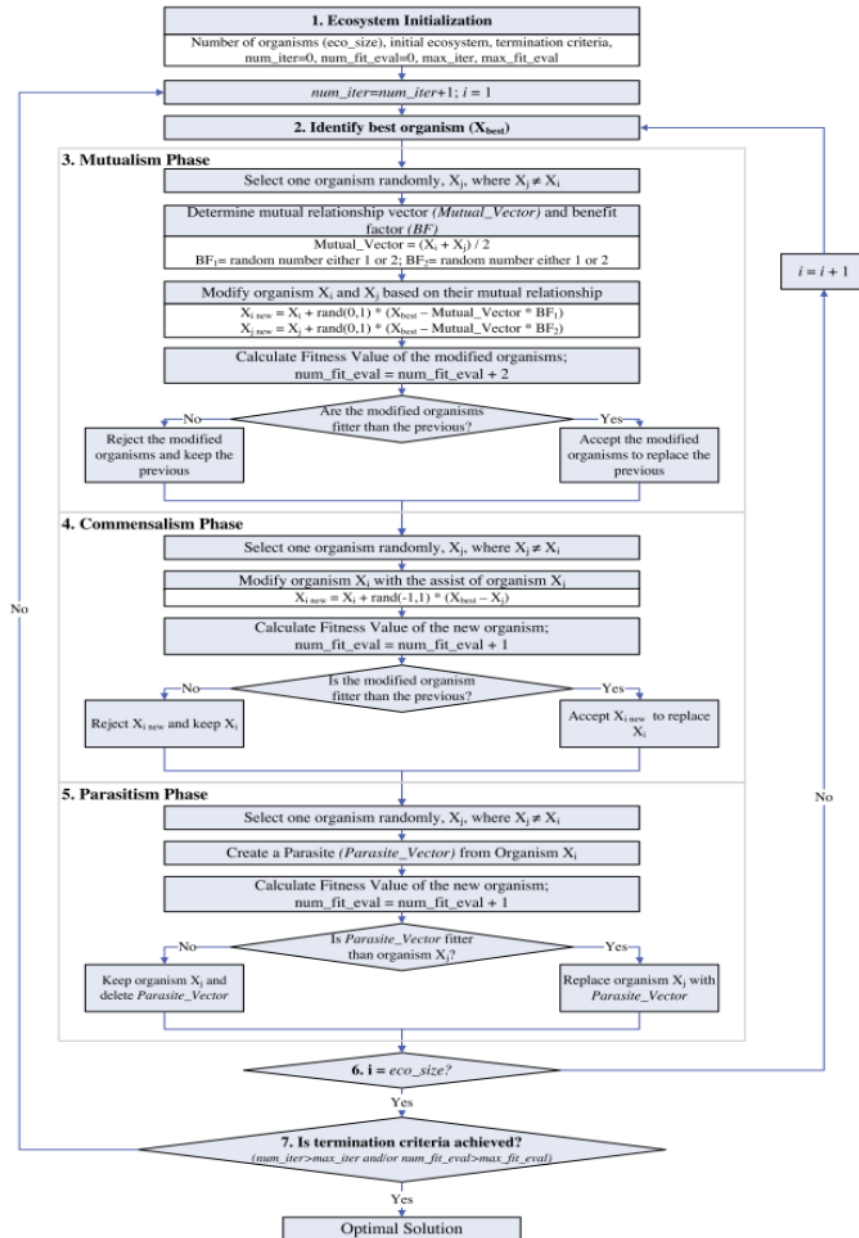 1. Ecosystem Initialization
Number of organisms (eco_size), initial ecosystem, termination criteria,
num_iter=0, num_fit_eval=0, max_iter, max_fit_eval
num_iter=num_iter+1; i = 1
2. Identify best organism (Xbest)
3. Mutualism Phase
Select one organism randomly, Xj, where Xj ≠ Xi
Determine mutual relationship vector (Mutual_Vector) and benefit
factor (BF)
Mutual_Vector = (Xi + Xj) / 2
BF1= random number either 1 or 2; BF2= random number either 1 or 2
i = i + 1
Modify organism Xi and Xj based on their mutual relationship
Xi new = Xi + rand(0,1) * (Xbest – Mutual_Vector * BF1)
Xj new = Xj + rand(0,1) * (Xbest – Mutual_Vector * BF2)
Calculate Fitness Value of the modified organisms;
num_fit_eval = num_fit_eval + 2
No
Are the modified organisms
fitter than the previous?
Yes
Reject the modified
organisms and keep the
previous
Accept the modified
organisms to replace the
previous
4. Commensalism Phase
Select one organism randomly, Xj, where Xj ≠ Xi
Modify organism Xi with the assist of organism Xj
Xi new = Xi + rand(-1,1) * (Xbest – Xj)
No
Calculate Fitness Value of the new organism;
num_fit_eval = num_fit_eval + 1
No
Is the modified organism
fitter than the previous?
Yes
Reject Xi new and keep Xi
Accept Xi new to replace
Xi
5. Parasitism Phase
No
Select one organism randomly, Xj, where Xj ≠ Xi
Create a Parasite (Parasite_Vector) from Organism Xi
Calculate Fitness Value of the new organism;
num_fit_eval = num_fit_eval + 1
No
Is Parasite_Vector fitter
than organism Xj?
Yes
Keep organism Xj and
delete Parasite_Vector
Replace organism Xj with
Parasite_Vector
6. i = eco_size?
Yes
7. Is termination criteria achieved?
(num_iter>max_iter and/or num_fit_eval>max_fit_eval)
Yes
Optimal Solution